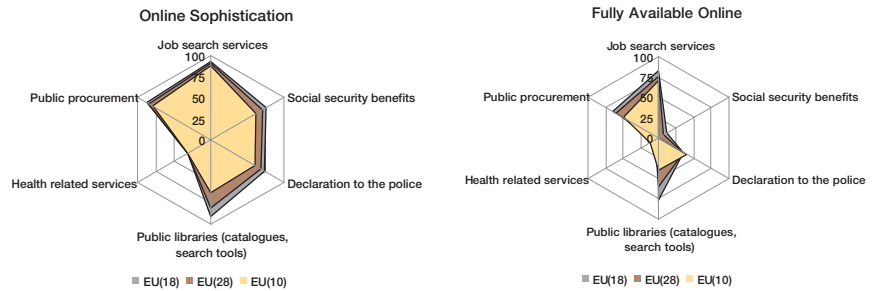 Online Sophistication
Job search services
100
75
50
25
0
Public procurement
Social security benefits
Health related services
Declaration to the police
Public libraries (catalogues,
search tools)
EU(18) EU(28) EU(10)
Fully Available Online
Job search services
100
75
50
25
0
Public procurement
Social security benefits
Health related services
Declaration to the police
Public libraries (catalogues,
search tools)
EU(18) EU(28) EU(10)